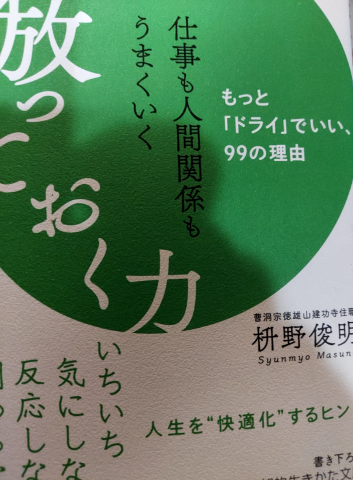 仕事も人間関係も
うまくいく
放っておく力
もっと
「ドライ」でいい、
99の理由
曹洞宗徳雄山建功寺住職
枡野俊明
Syunmyo Masun
いちいち
気にしな
反応しな
人生を“快適化”するヒン
書き下ろ